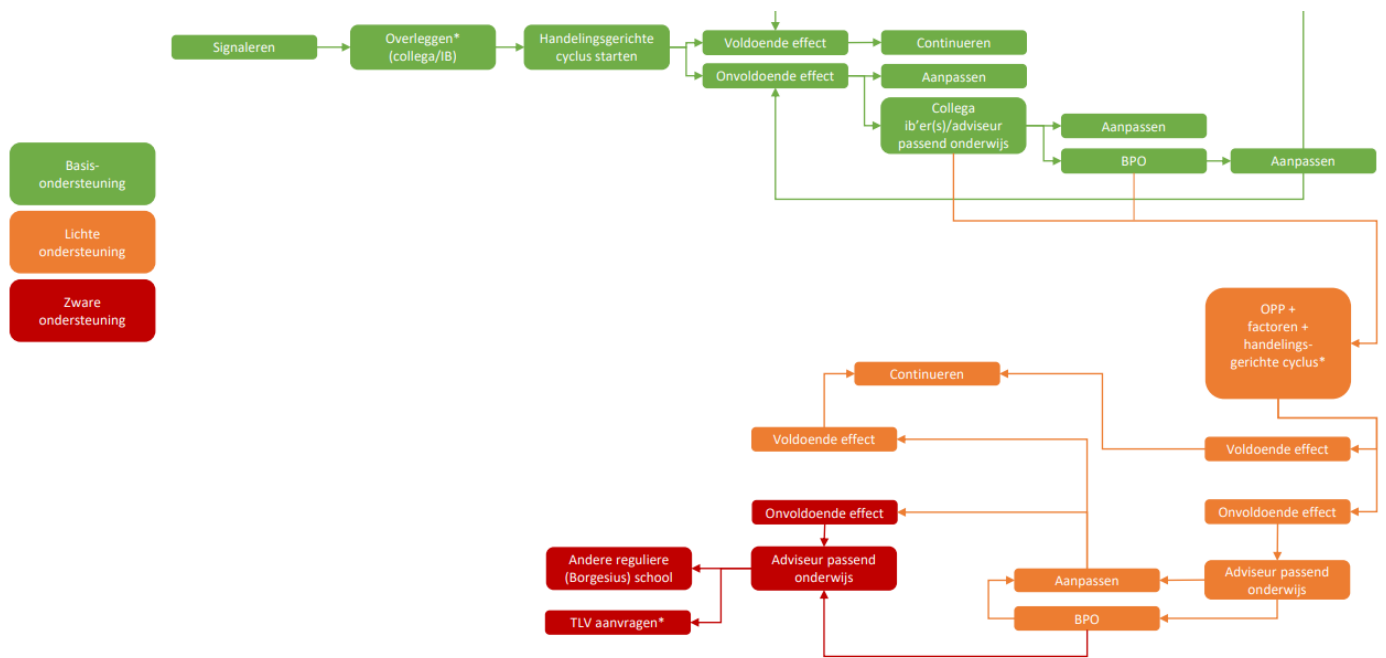 Signaleren
Overleggen*
(collega/IB)
Handelingsgerichte
cyclus starten
Voldoende effect
Continueren
Onvoldoende effect
Aanpassen
Collega
ib'er(s)/adviseur
passend onderwijs
Aanpassen
BPO
Aanpassen
Basis-
ondersteuning
Lichte
ondersteuning
Zware
ondersteuning
OPP +
factoren +
handelings-
gerichte cyclus*
Continueren
Voldoende effect
Voldoende effect
Onvoldoende effect
Onvoldoende effect
Andere reguliere
(Borgesius) school
Adviseur passend
onderwijs
Aanpassen
Adviseur passend
onderwijs
TLV aanvragen*
BPO